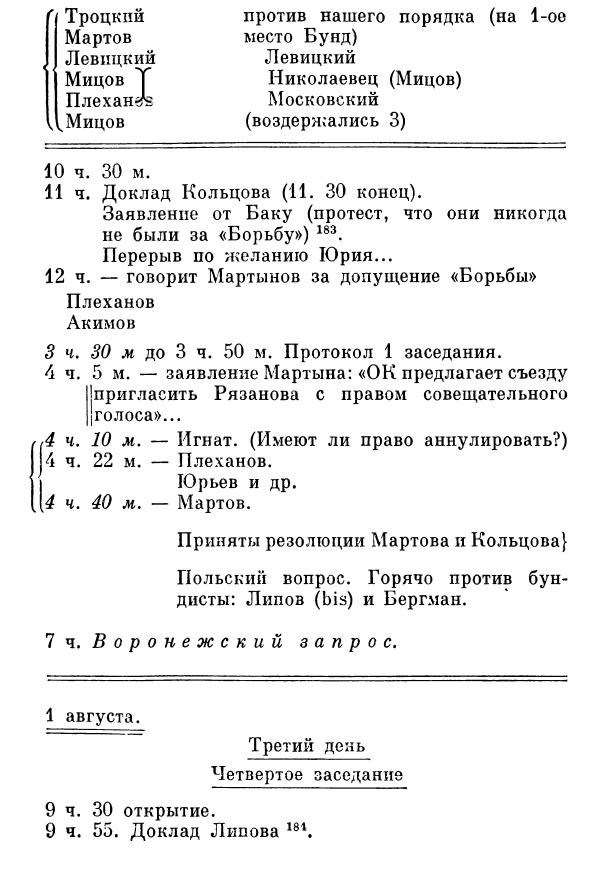 Троцкий против нашего порядка (на 1-ое
Мартов место Бунд)
Левицкий Левицкий
Мицов Николаевец (Мицов)
Плеханов Московский
Мицов (воздержались 3)
10 ч. 30 м.
11 ч. Доклад Кольцова (11. 30 конец).
Заявление от Баку (протест, что они никогда
не были за «Борьбу») 183.
Перерыв по желанию Юрия...
12 ч. — говорит Мартынов за допущение «Борьбы»
Плеханов
Акимов
3 ч. 30 м до 3 ч. 50 м. Протокол 1 заседания.
4 ч. 5 м. — заявление Мартына: «ОК предлагает съезду
пригласить Рязанова с правом совещательного
голоса»...
4 ч. 10 м. — Игнат. (Имеют ли право аннулировать?)
4 ч. 22 м. — Плеханов.
Юрьев и др.
4 ч. 40 м. — Мартов.
Приняты резолюции Мартова и Кольцова}
Польский вопрос. Горячо против бун-
дисты: Липов (bis) и Бергман.
7 ч. Воронежский запрос.
1 августа.
Третий день
Четвертое заседание
9 ч. 30 открытие.
9 ч. 55. Доклад Липова 184.